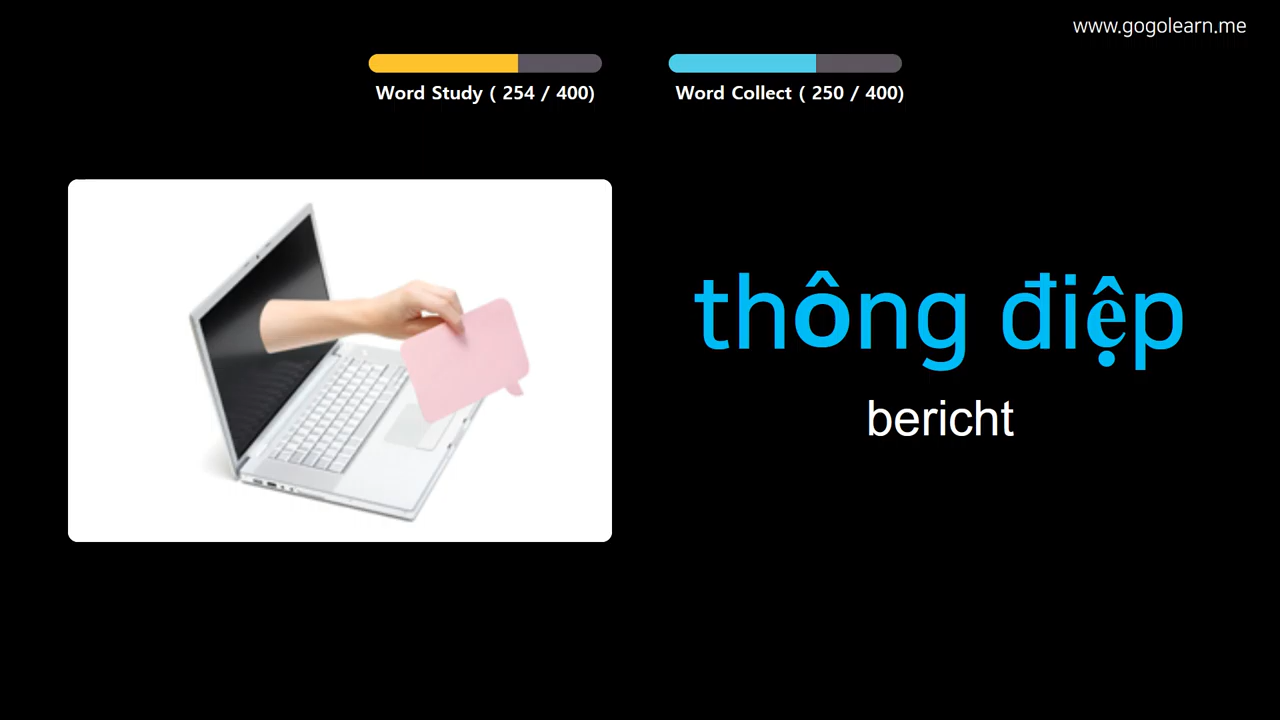 www.gogolearn.me
Word Study ( 254 / 400)
Word Collect ( 250 / 400)
thông điệp
bericht